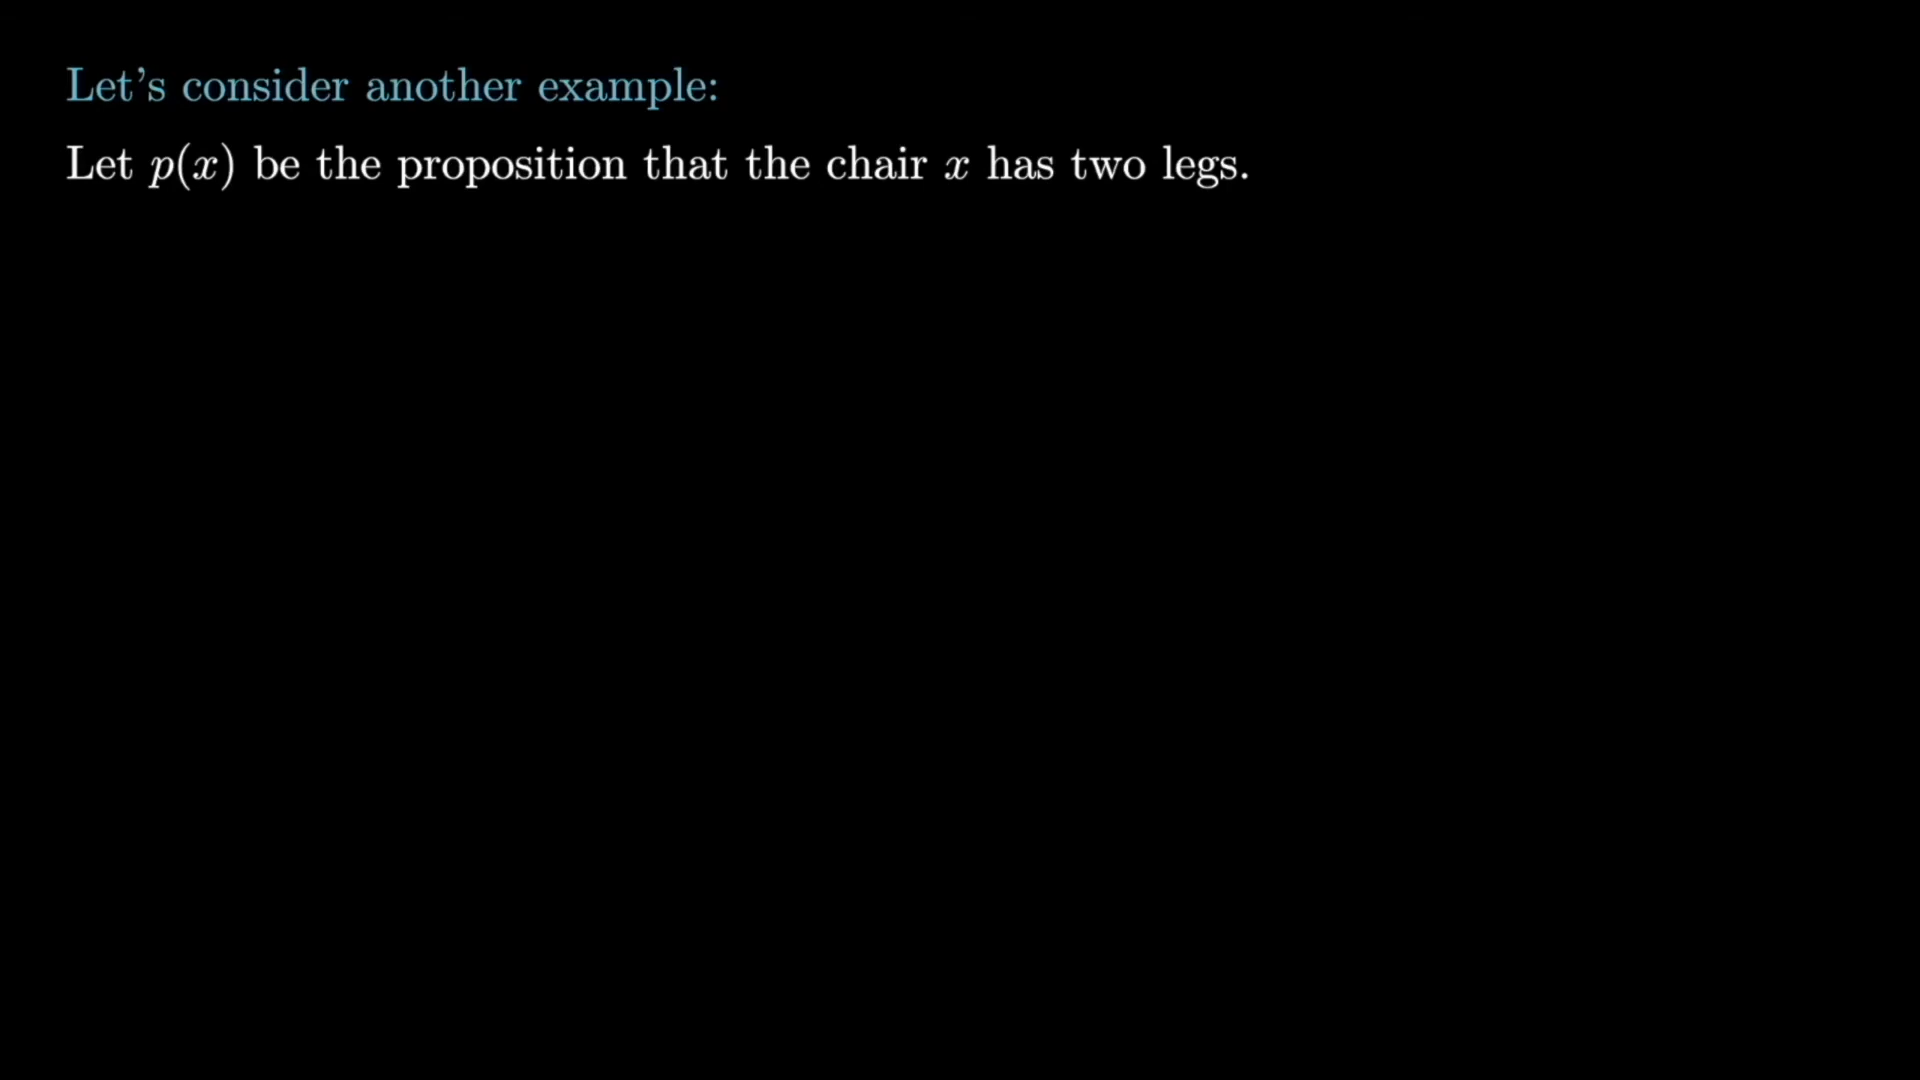 Let’s consider another example:
Let p(x) be the proposition that the chair x has two legs.